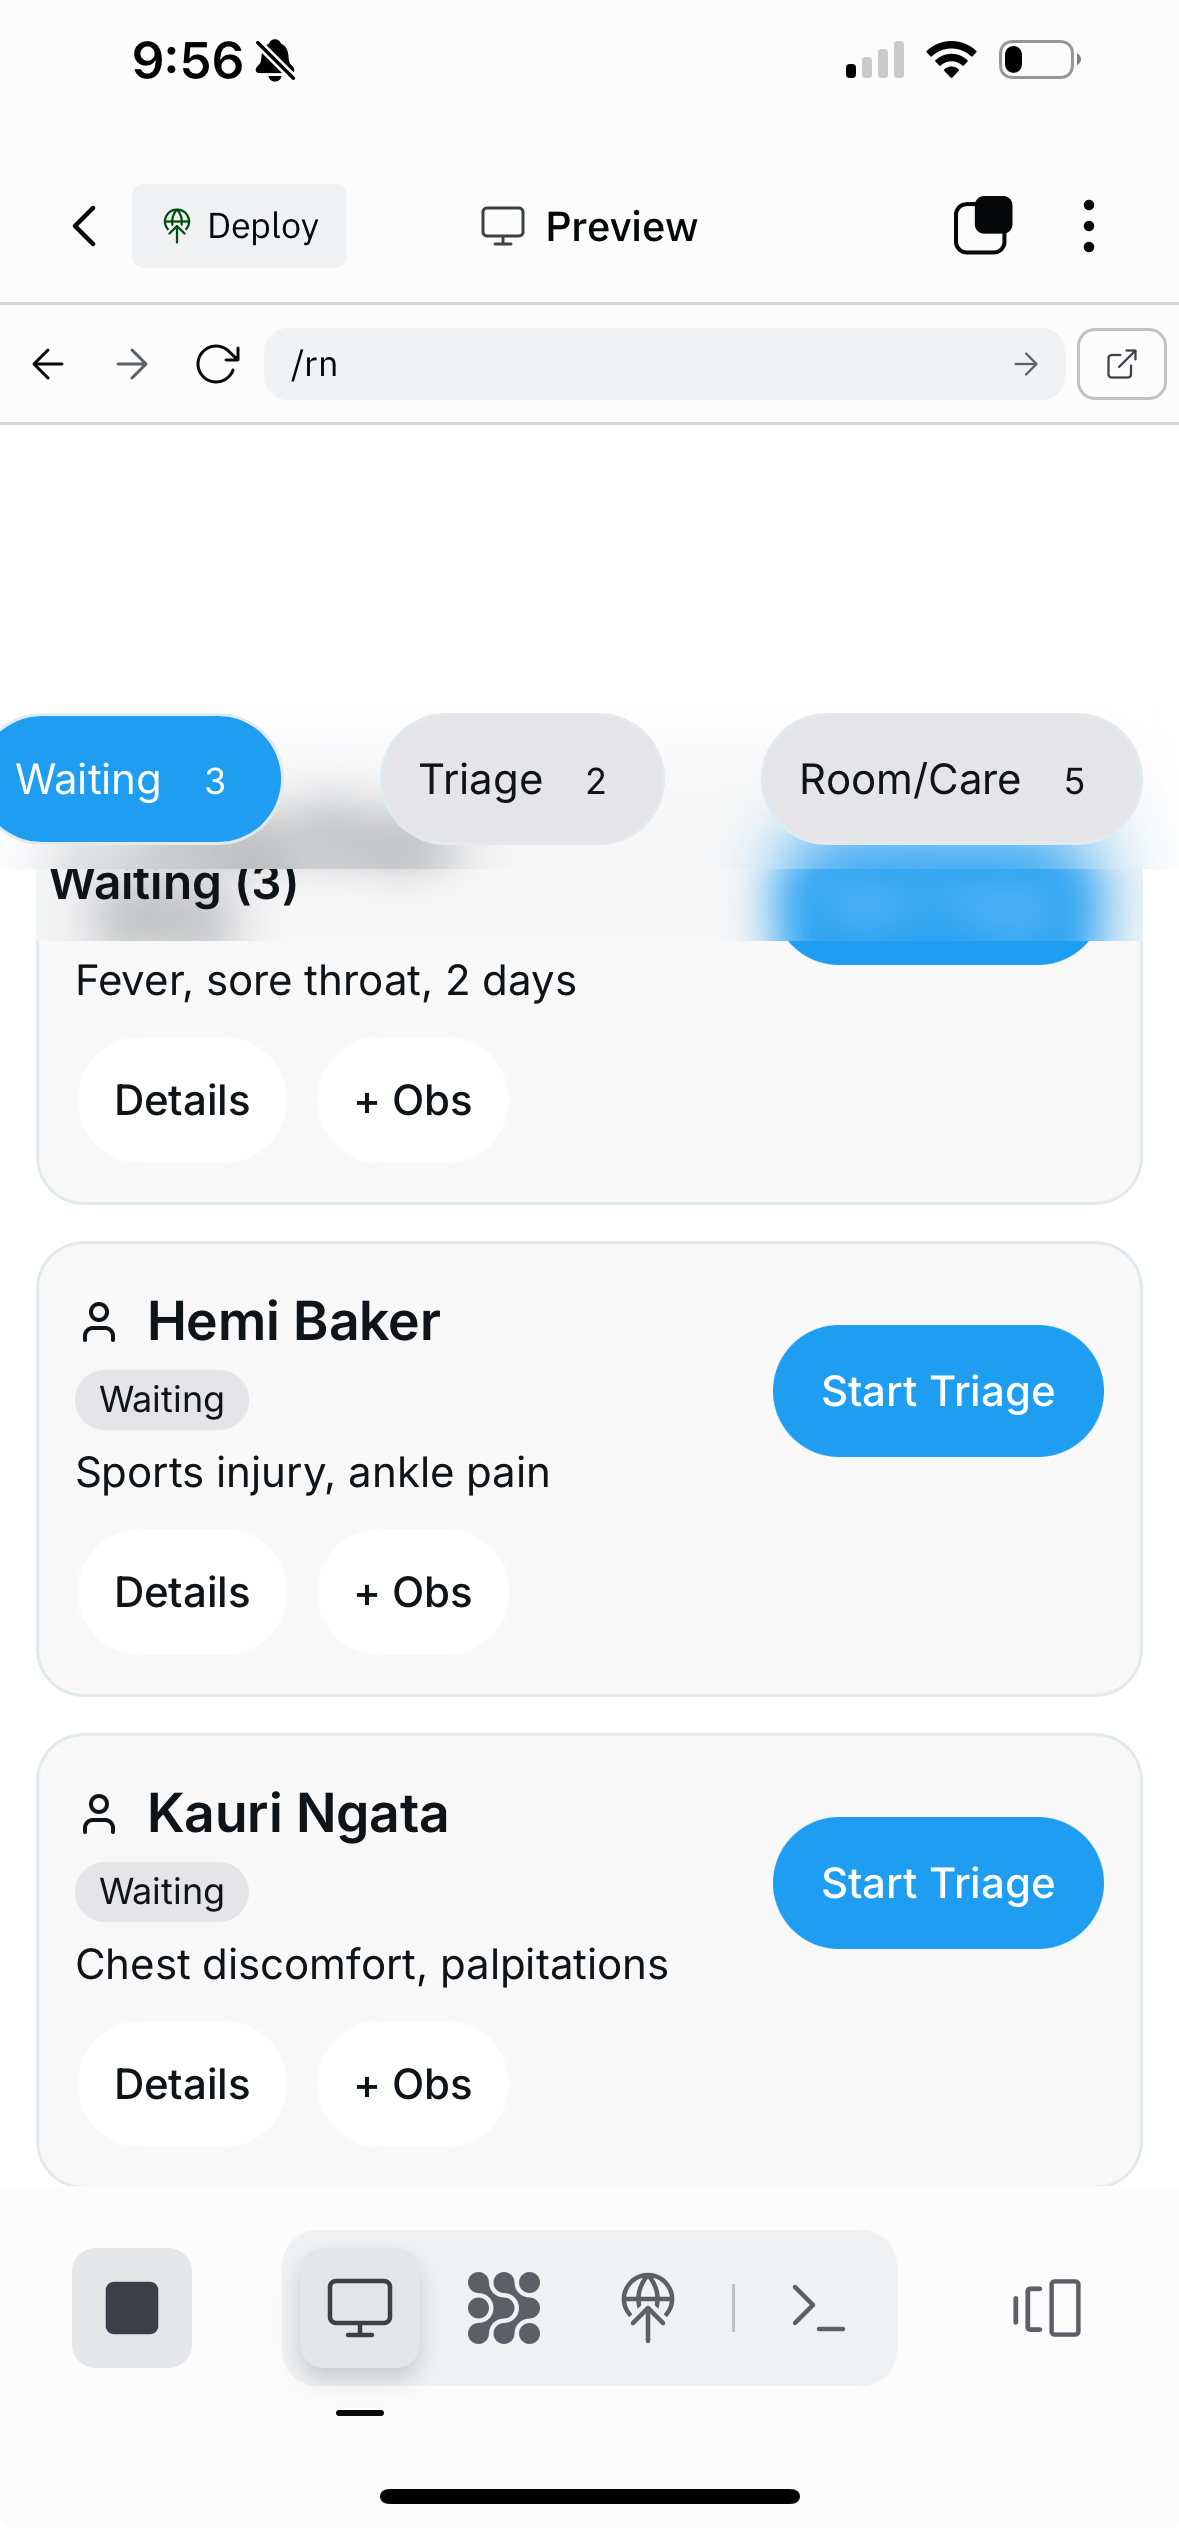 9:56
Deploy
Preview
/rn
Waiting 3
Triage 2
Room/Care 5
Waiting (3)
Fever, sore throat, 2 days
Details
+ Obs
Hemi Baker
Waiting
Start Triage
Sports injury, ankle pain
Details
+ Obs
Kauri Ngata
Waiting
Start Triage
Chest discomfort, palpitations
Details
+ Obs